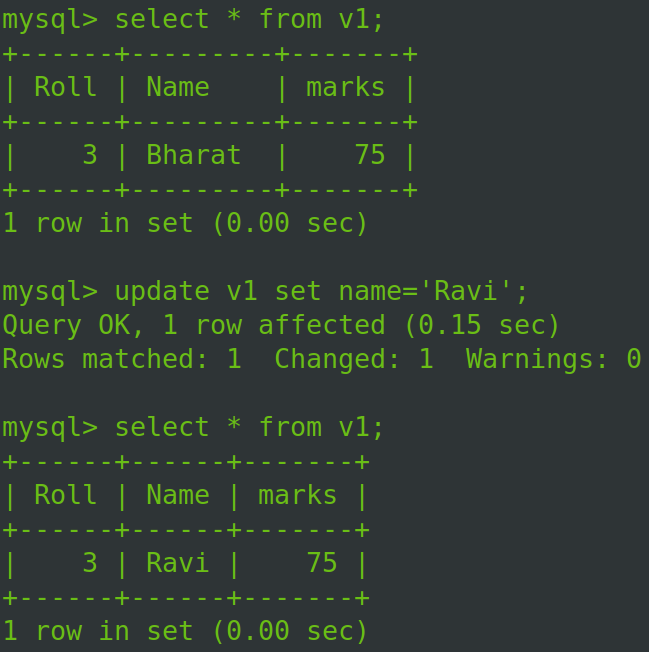 mysql> select * from v1;
+------+---------+-------+
| Roll | Name    | marks |
+------+---------+-------+
|    3 | Bharat  |    75 |
+------+---------+-------+
1 row in set (0.00 sec)

mysql> update v1 set name='Ravi';
Query OK, 1 row affected (0.15 sec)
Rows matched: 1  Changed: 1  Warnings: 0

mysql> select * from v1;
+------+------+-------+
| Roll | Name | marks |
+------+------+-------+
|    3 | Ravi |    75 |
+------+------+-------+
1 row in set (0.00 sec)